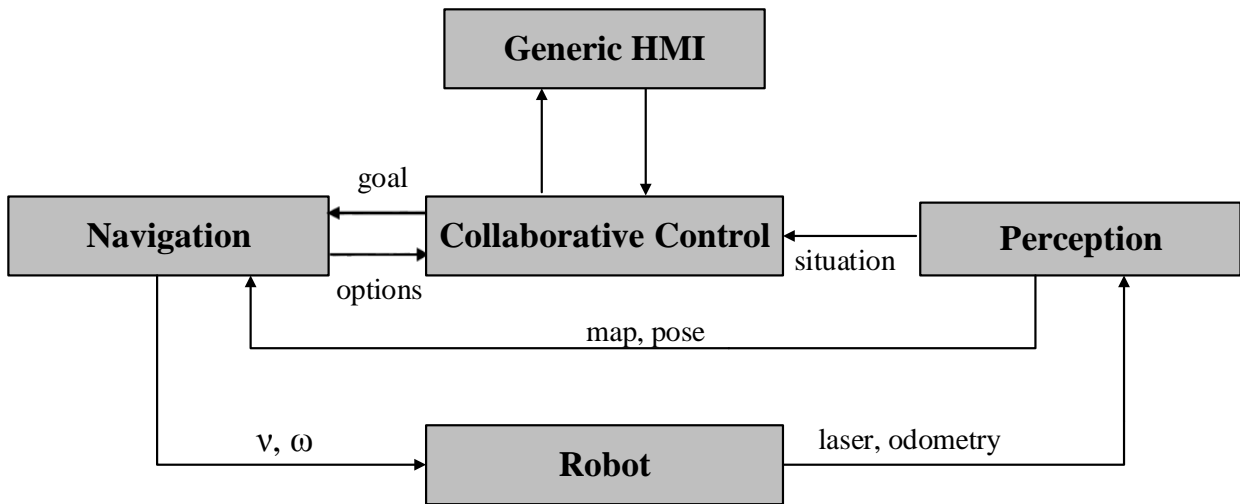 Generic HMI
goal
Navigation
Collaborative Control
Perception
options
situation
map, pose
ν, ω
laser, odometry
Robot